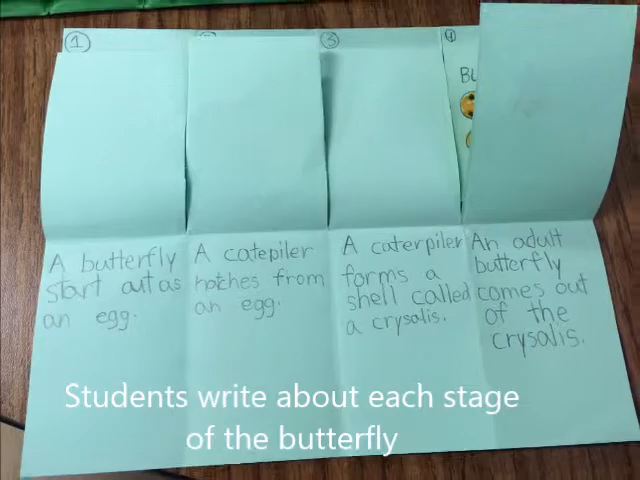 1
3
4
BU
A butterfly
start out as
an egg.
A catepiler
hatches from
an egg.
A caterpiler
forms a
shell called
a crysalis.
An adult
butterfly
comes out
of the
crysalis.
Students write about each stage
of the butterfly